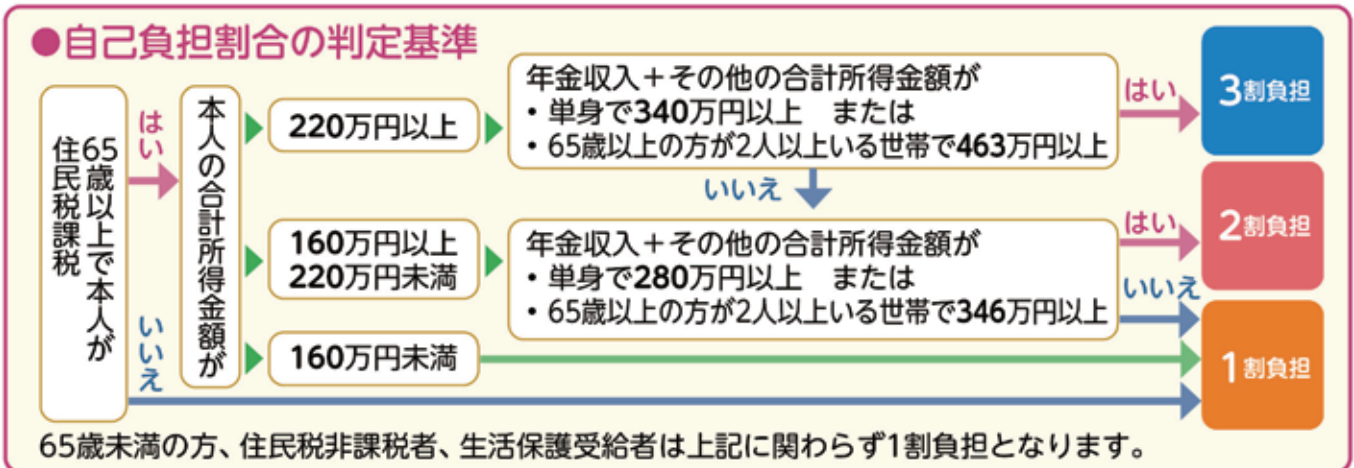 ●自己負担割合の判定基準
65歳以上で本人が
住民税課税
はい
いいえ
本人の合計所得金額が
220万円以上
年金収入＋その他の合計所得金額が
・単身で340万円以上　または
・65歳以上の方が2人以上いる世帯で463万円以上
はい
3割負担
いいえ
160万円以上
220万円未満
年金収入＋その他の合計所得金額が
・単身で280万円以上　または
・65歳以上の方が2人以上いる世帯で346万円以上
はい
2割負担
いいえ
160万円未満
1割負担
65歳未満の方、住民税非課税者、生活保護受給者は上記に関わらず1割負担となります。